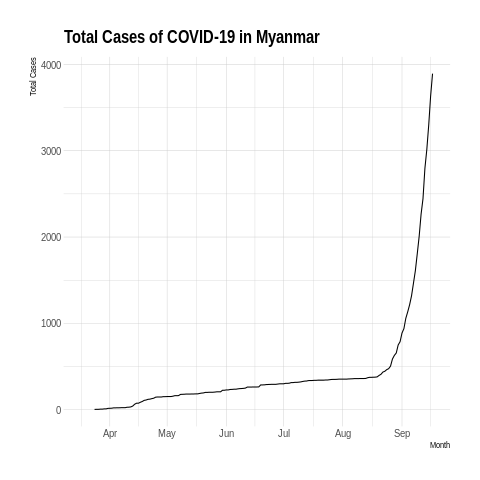 Total Cases of COVID-19 in Myanmar
Total Cases
4000
3000
2000
1000
0
Apr May Jun Jul Aug Sep
Month